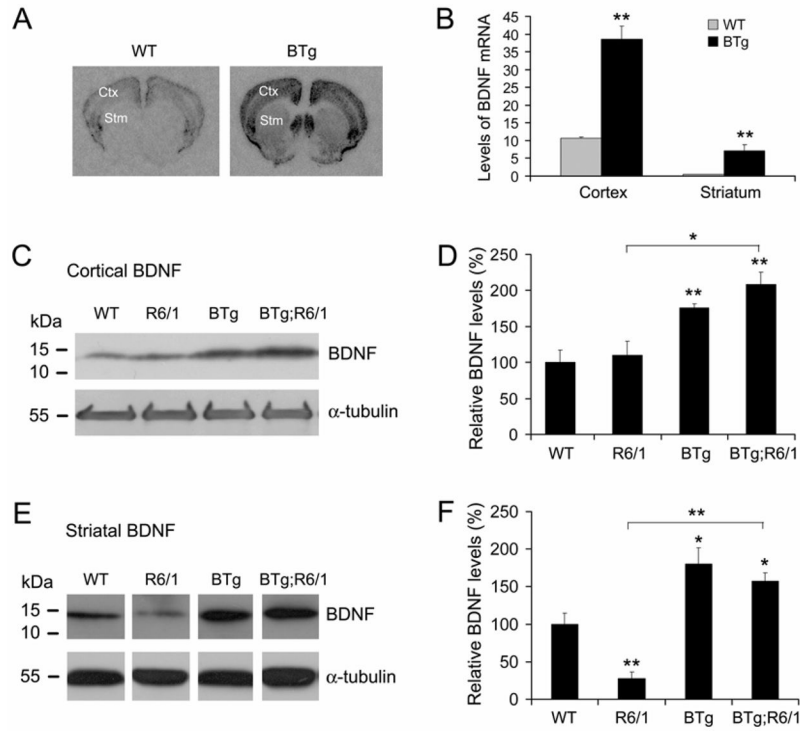 A
WT
BTg
Ctx
Stm
Ctx
Stm
B
Levels of BDNF mRNA
45
40
35
30
25
20
15
10
5
0
**
**
WT
BTg
Cortex
Striatum
C
Cortical BDNF
kDa
WT R6/1 BTg BTg;R6/1
15
10
BDNF
55
α-tubulin
D
Relative BDNF levels (%)
250
200
150
100
50
0
*
**
**
WT R6/1 BTg BTg;R6/1
E
Striatal BDNF
kDa
WT R6/1 BTg BTg;R6/1
15
10
BDNF
55
α-tubulin
F
Relative BDNF levels (%)
250
200
150
100
50
0
**
**
*
*
WT R6/1 BTg BTg;R6/1